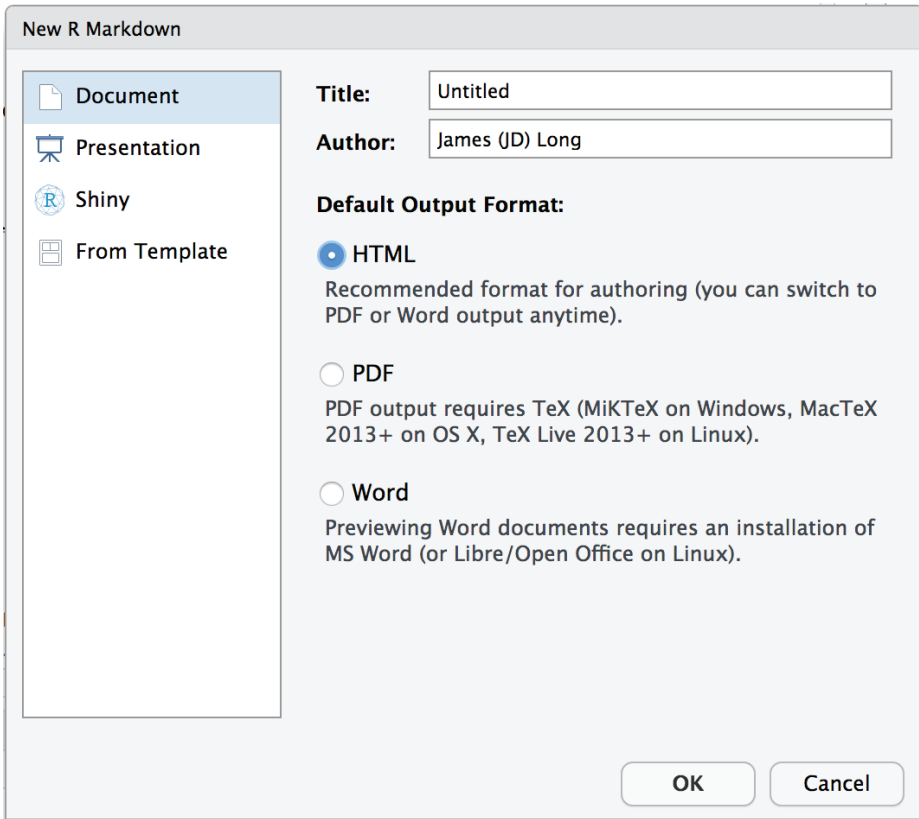 New R Markdown
Document
Presentation
R Shiny
From Template
Title: Untitled
Author: James (JD) Long
Default Output Format:
HTML
Recommended format for authoring (you can switch to
PDF or Word output anytime).
PDF
PDF output requires TeX (MiKTeX on Windows, MacTeX
2013+ on OS X, TeX Live 2013+ on Linux).
Word
Previewing Word documents requires an installation of
MS Word (or Libre/Open Office on Linux).
OK Cancel